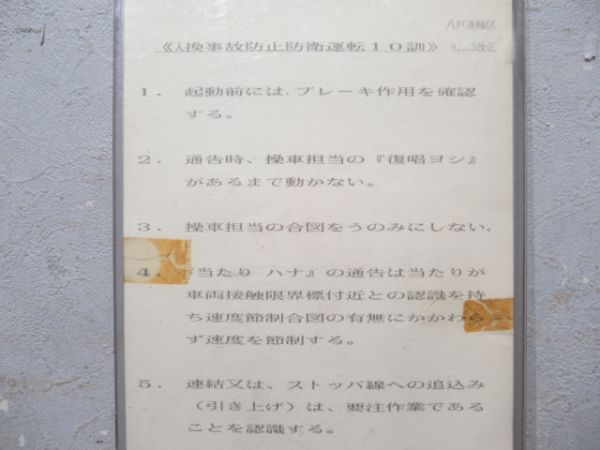 八戸運輸区
《入換事故防止防衛運転10訓》 改正
1. 起動前には、ブレーキ作用を確認
する。
2. 通告時、操車担当の『復唱ヨシ』
があるまで動かない。
3. 操車担当の合図をうのみにしない。
4. 『当たり ハナ』の通告は当たりが
車両接触限界標付近との認識を持
ち速度節制合図の有無にかかわら
ず速度を節制する。
5. 連結又は、ストッパ線への追込み
(引き上げ)は、要注作業である
ことを認識する。